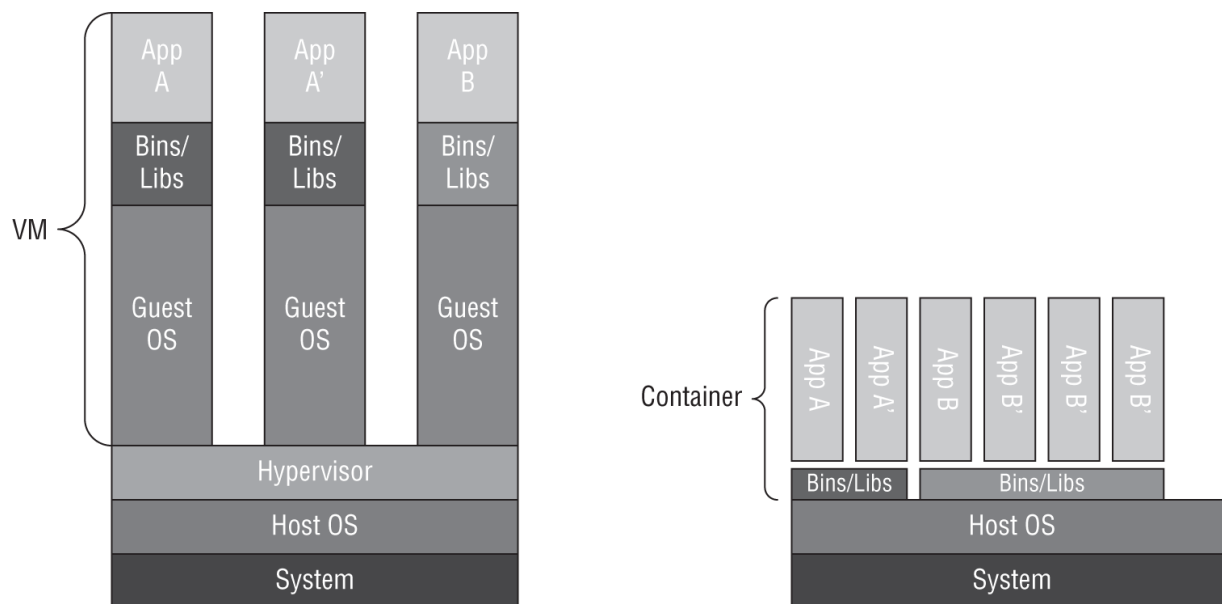 App
A
App
A’
App
B
Bins/
Libs
Bins/
Libs
Bins/
Libs
VM
Guest
OS
Guest
OS
Guest
OS
Hypervisor
Host OS
System
Container
App A
App A’
App B
App B’
App B’
App B’
Bins/Libs
Bins/Libs
Host OS
System